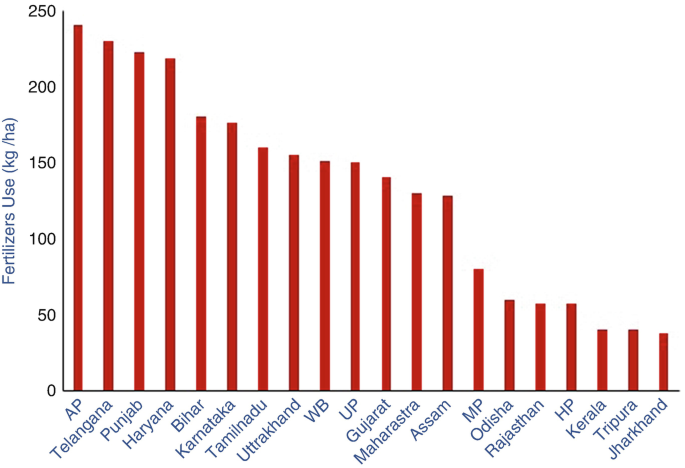 Fertilizers Use (kg /ha)
250
200
150
100
50
0
AP
Telangana
Punjab
Haryana
Bihar
Karnataka
Tamilnadu
Uttrakhand
WB
UP
Gujarat
Maharastra
Assam
MP
Odisha
Rajasthan
HP
Kerala
Tripura
Jharkhand